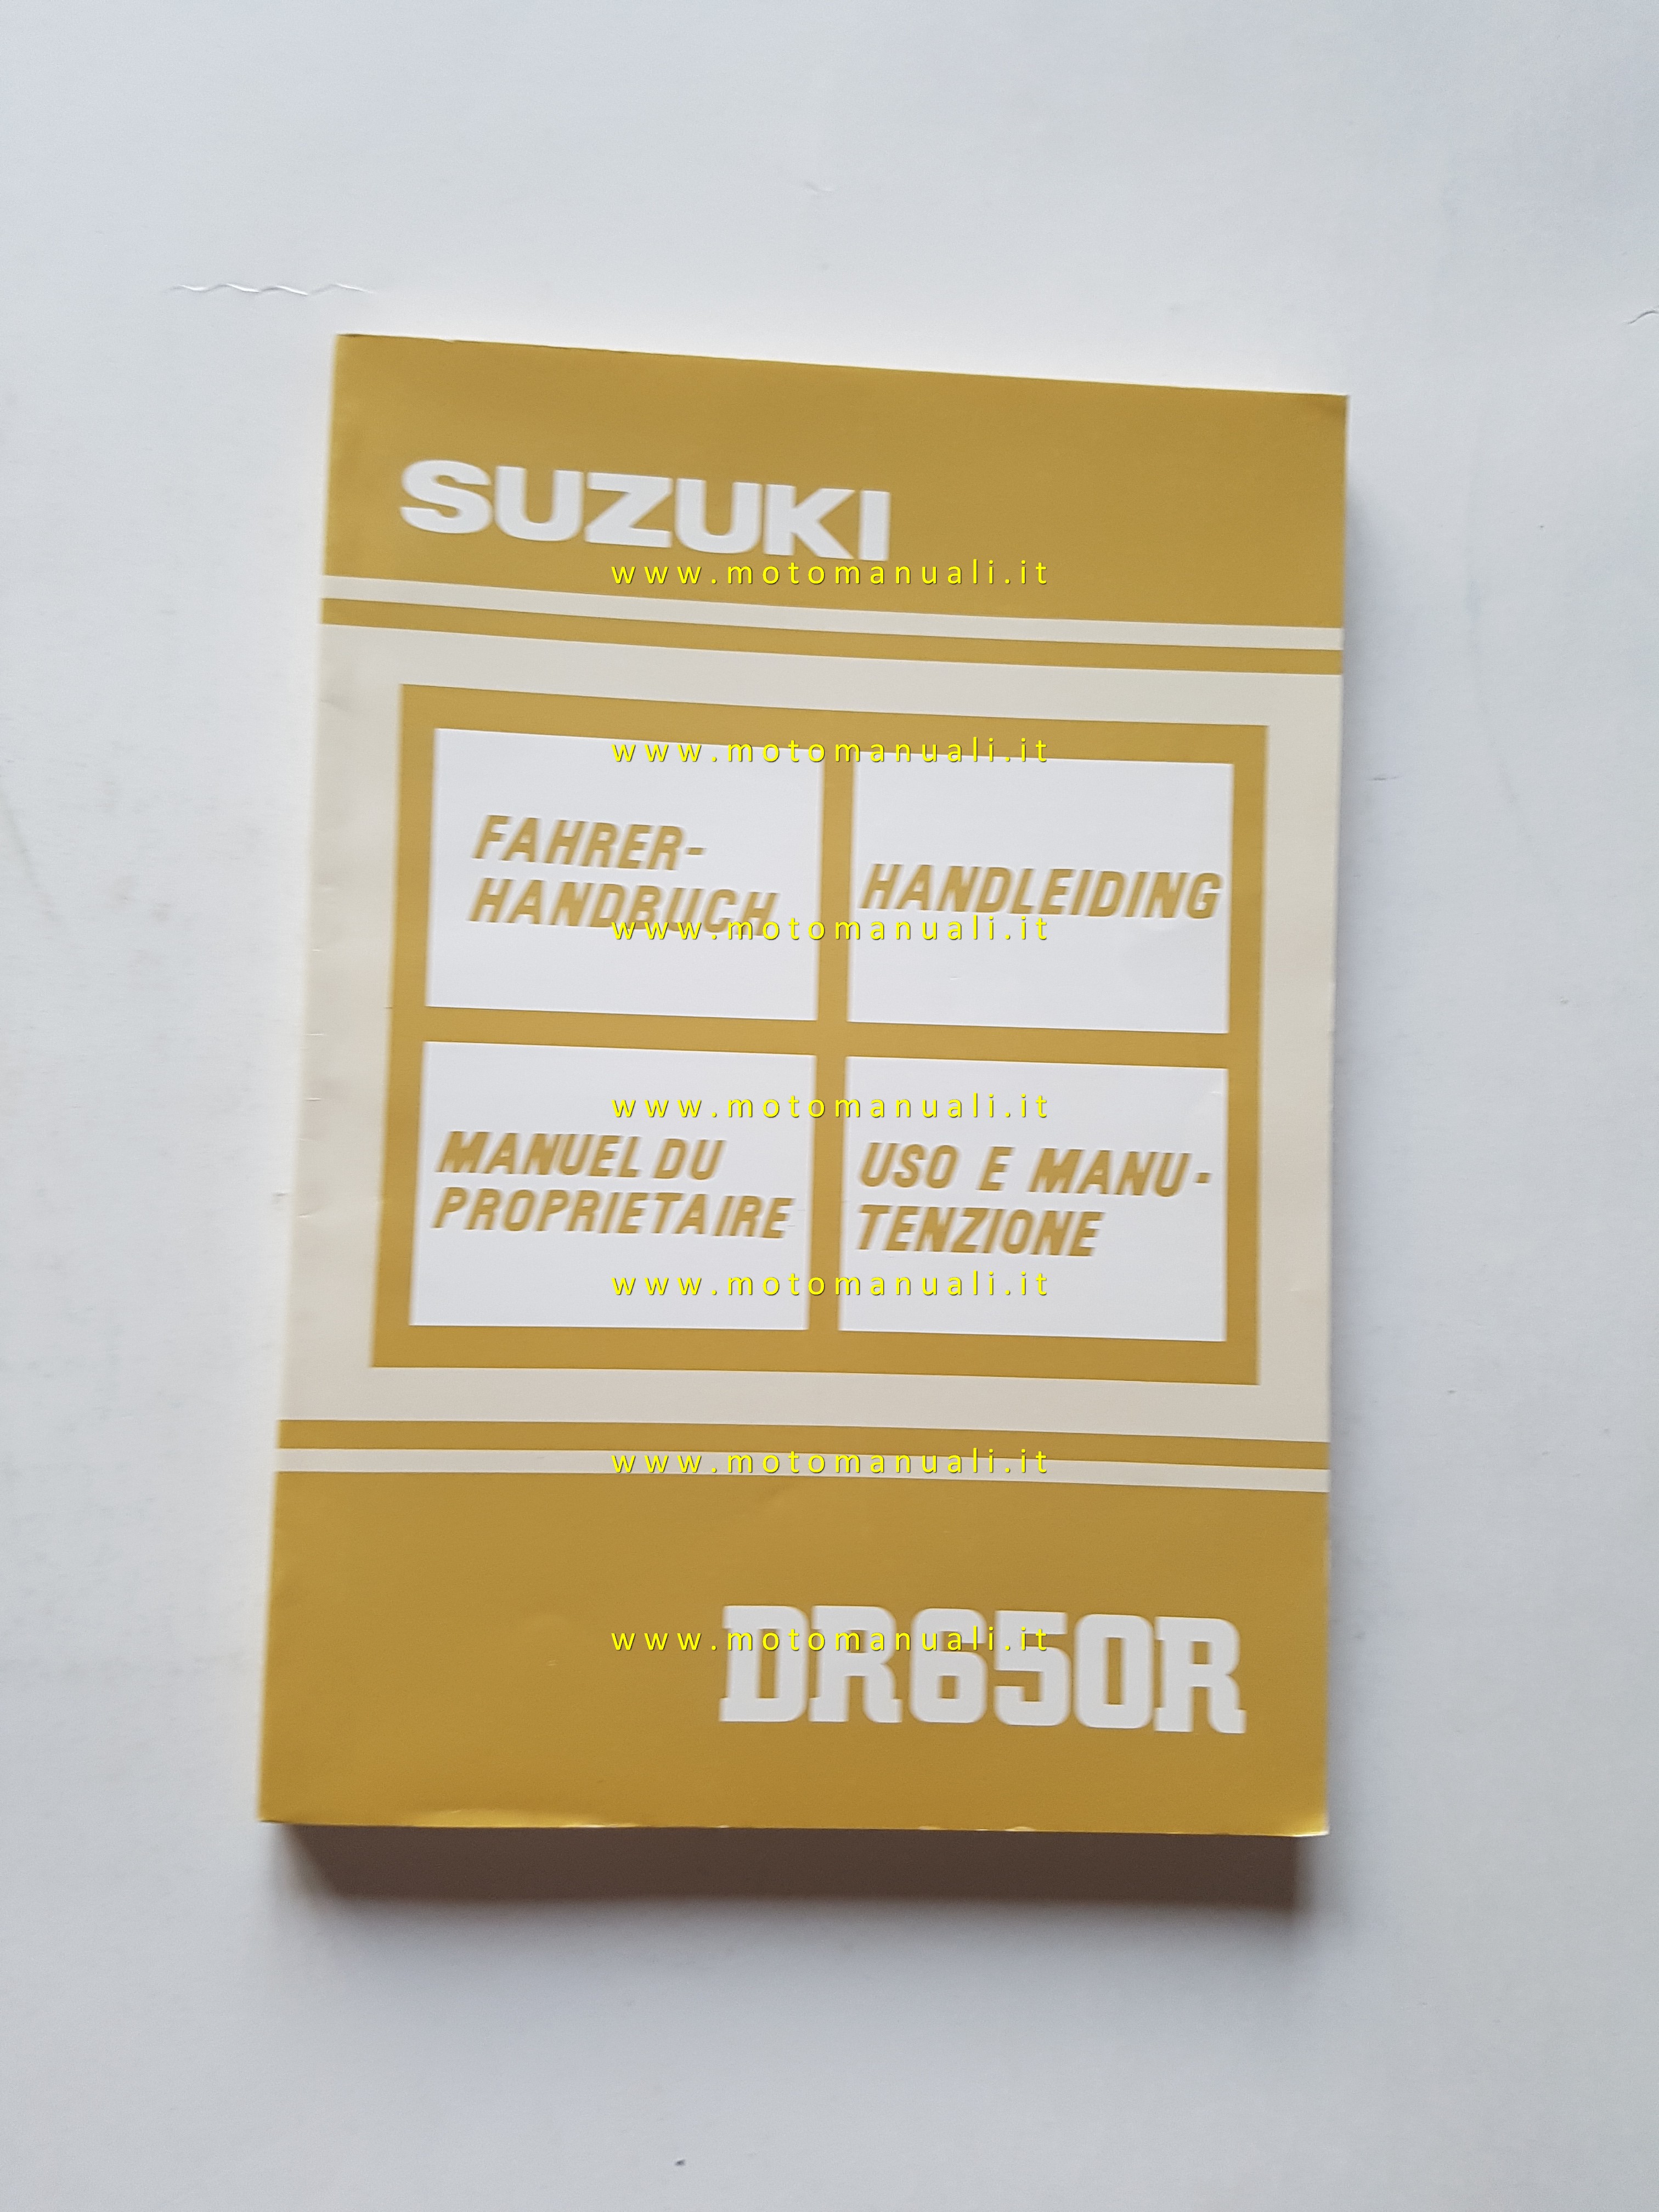 SUZUKI
www.motomanuali.it
www.motomanuali.it
FAHRER-
HANDBUCH
HANDLEIDING
www.motomanuali.it
www.motomanuali.it
MANUEL DU
PROPRIETAIRE
USO E MANU-
TENZIONE
www.motomanuali.it
www.motomanuali.it
DR650R
www.motomanuali.it